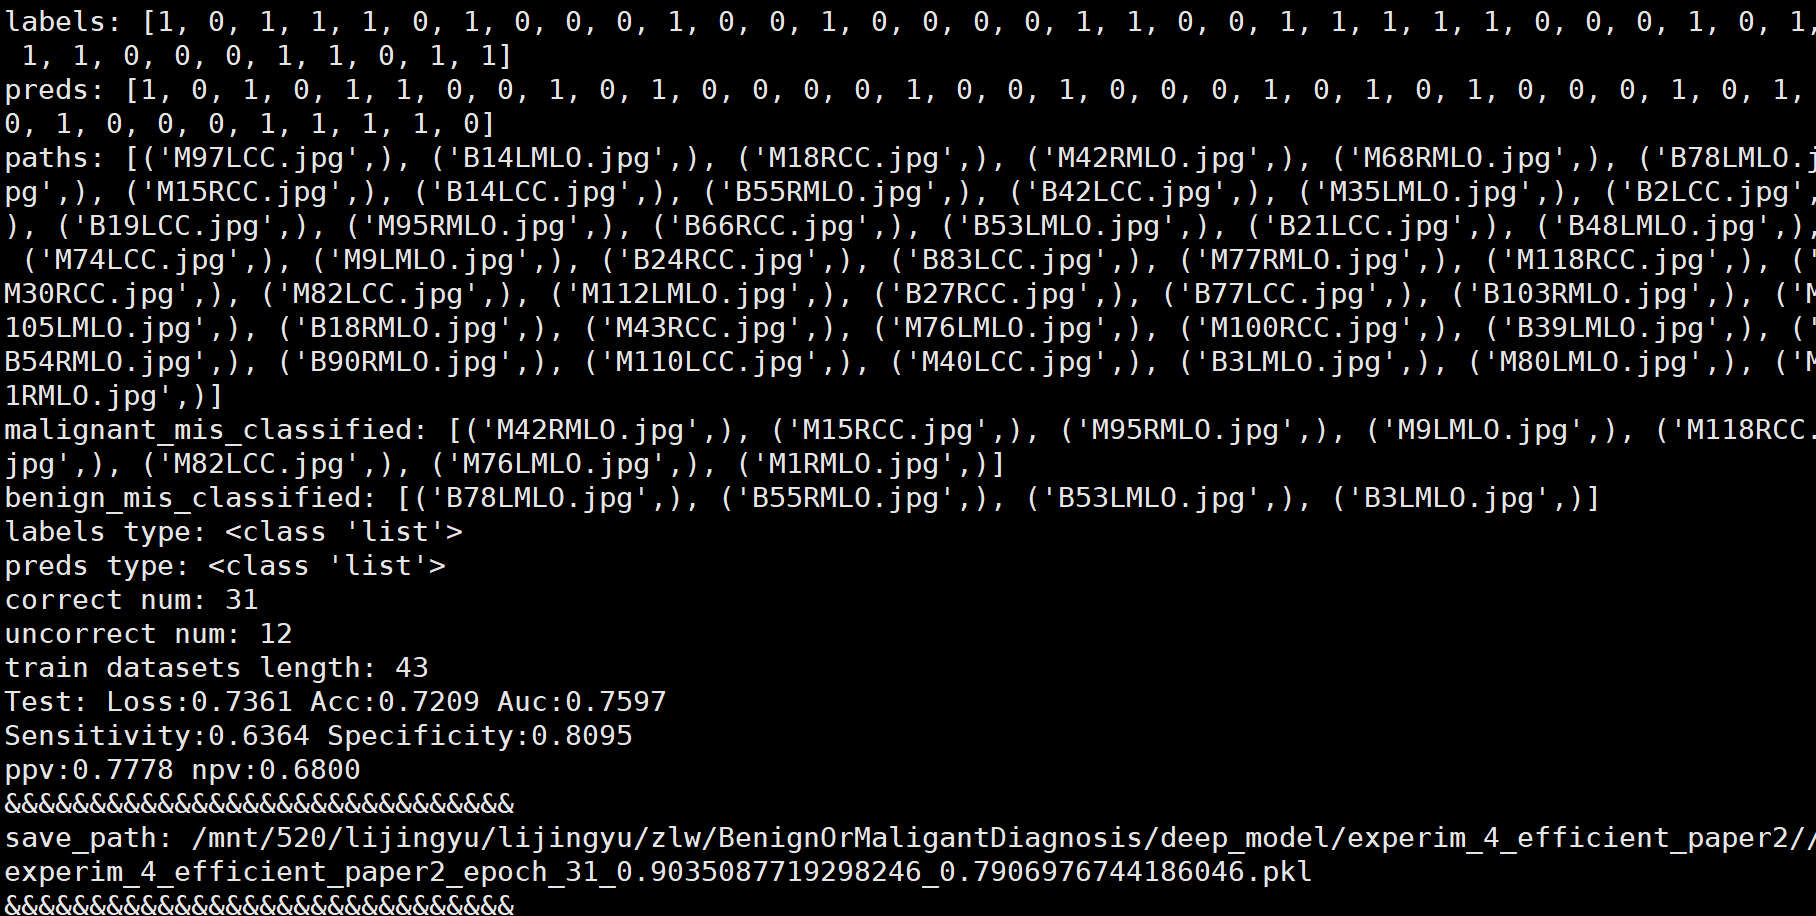 labels: [1, 0, 1, 1, 1, 0, 1, 0, 0, 0, 1, 0, 0, 1, 0, 0, 0, 0, 1, 1, 0, 0, 1, 1, 1, 1, 1, 0, 0, 0, 1, 0, 1,
1, 1, 0, 0, 0, 1, 1, 0, 1, 1]
preds: [1, 0, 1, 0, 1, 1, 0, 0, 1, 0, 1, 0, 0, 0, 0, 1, 0, 0, 1, 0, 0, 0, 1, 0, 1, 0, 1, 0, 0, 0, 1, 0, 1,
0, 1, 0, 0, 0, 1, 1, 1, 1, 0]
paths: [('M97LCC.jpg',), ('B14LMLO.jpg',), ('M18RCC.jpg',), ('M42RMLO.jpg',), ('M68RMLO.jpg',), ('B78LMLO.j
pg',), ('M15RCC.jpg',), ('B14LCC.jpg',), ('B55RMLO.jpg',), ('B42LCC.jpg',), ('M35LMLO.jpg',), ('B2LCC.jpg',
), ('B19LCC.jpg',), ('M95RMLO.jpg',), ('B66RCC.jpg',), ('B53LMLO.jpg',), ('B21LCC.jpg',), ('B48LMLO.jpg',),
('M74LCC.jpg',), ('M9LMLO.jpg',), ('B24RCC.jpg',), ('B83LCC.jpg',), ('M77RMLO.jpg',), ('M118RCC.jpg',), ('
M30RCC.jpg',), ('M82LCC.jpg',), ('M112LMLO.jpg',), ('B27RCC.jpg',), ('B77LCC.jpg',), ('B103RMLO.jpg',), ('M
105LMLO.jpg',), ('B18RMLO.jpg',), ('M43RCC.jpg',), ('M76LMLO.jpg',), ('M100RCC.jpg',), ('B39LMLO.jpg',), ('
B54RMLO.jpg',), ('B90RMLO.jpg',), ('M110LCC.jpg',), ('M40LCC.jpg',), ('B3LMLO.jpg',), ('M80LMLO.jpg',), ('M
1RMLO.jpg',)]
malignant_mis_classified: [('M42RMLO.jpg',), ('M15RCC.jpg',), ('M95RMLO.jpg',), ('M9LMLO.jpg',), ('M118RCC.
jpg',), ('M82LCC.jpg',), ('M76LMLO.jpg',), ('M1RMLO.jpg',)]
benign_mis_classified: [('B78LMLO.jpg',), ('B55RMLO.jpg',), ('B53LMLO.jpg',), ('B3LMLO.jpg',)]
labels type: <class 'list'>
preds type: <class 'list'>
correct num: 31
uncorrect num: 12
train datasets length: 43
Test: Loss:0.7361 Acc:0.7209 Auc:0.7597
Sensitivity:0.6364 Specificity:0.8095
ppv:0.7778 npv:0.6800
&&&&&&&&&&&&&&&&&&&&&&&&&&&&&&
save_path: /mnt/520/lijingyu/lijingyu/zlw/BenignOrMaligantDiagnosis/deep_model/experim_4_efficient_paper2//
experim_4_efficient_paper2_epoch_31_0.9035087719298246_0.7906976744186046.pkl
&&&&&&&&&&&&&&&&&&&&&&&&&&&&&&